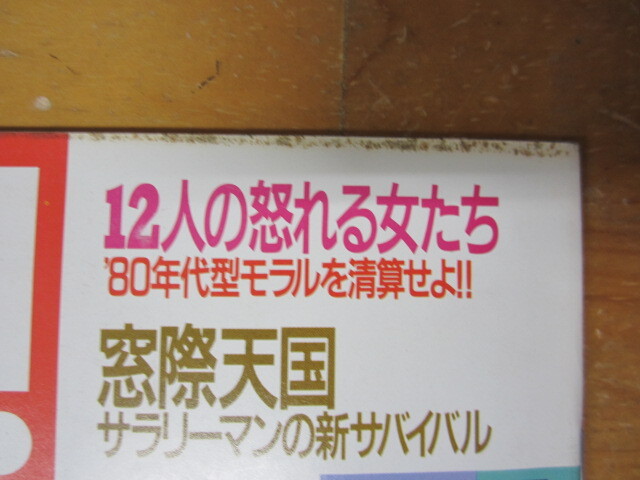 12人の怒れる女たち
'80年代型モラルを清算せよ!!
窓際天国
サラリーマンの新サバイバル